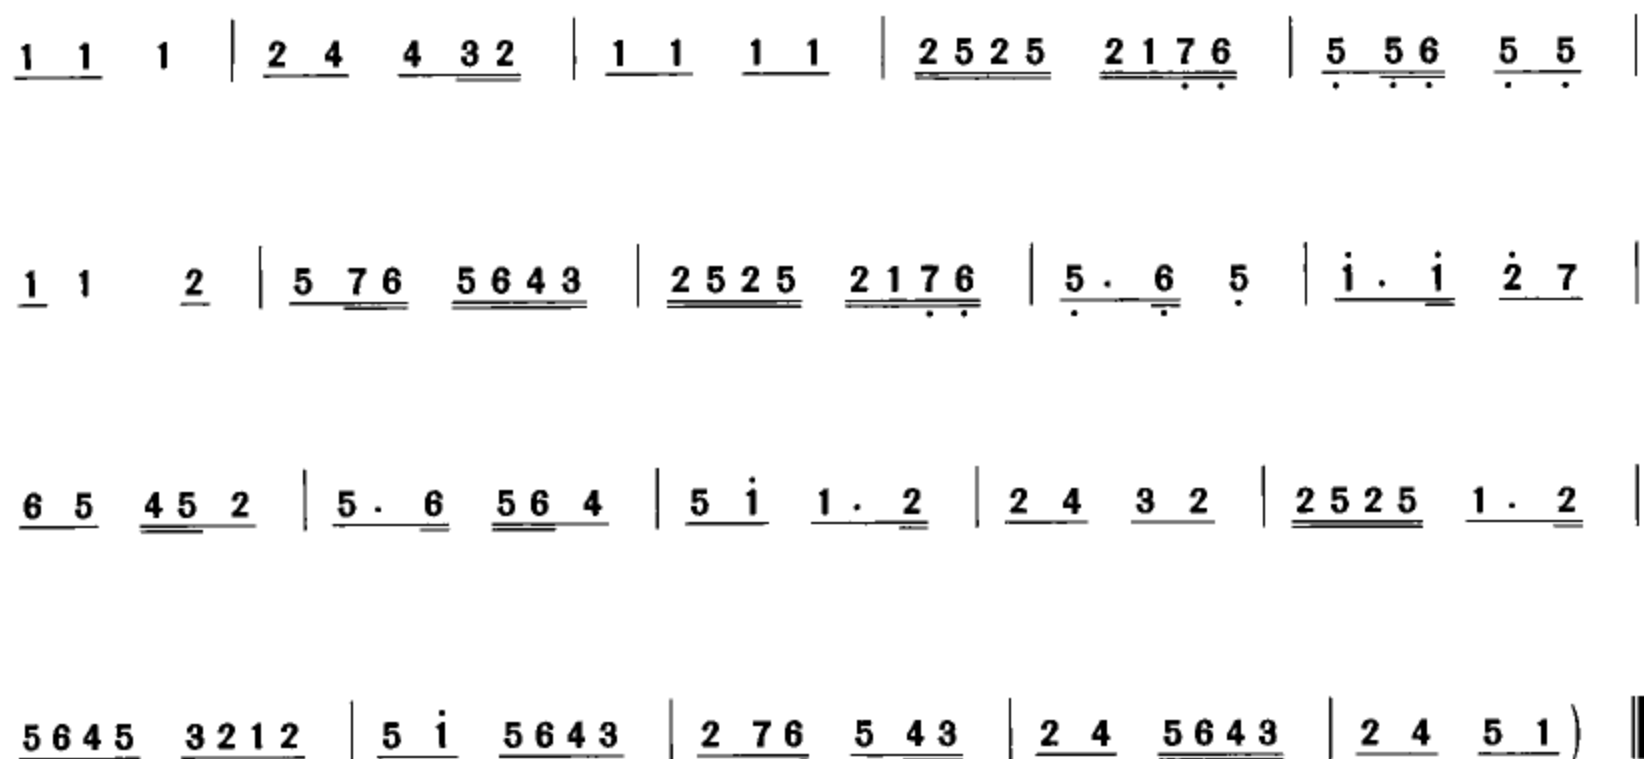 1 1 1 | 2 4 4 3 2 | 1 1 1 1 | 2 5 2 5 2 1 7̣ 6̣ | 5̣ 5̣ 6̣ 5̣ 5̣ |
1 1 2 | 5 7 6 5 6 4 3 | 2 5 2 5 2 1 7̣ 6̣ | 5̣ · 6̣ 5̣ | 1̇ · 1̇ 2̇ 7 |
6 5 4 5 2 | 5 · 6 5 6 4 | 5 1̇ 1 · 2 | 2 4 3 2 | 2 5 2 5 1 · 2 |
5 6 4 5 3 2 1 2 | 5 1̇ 5 6 4 3 | 2 7 6 5 4 3 | 2 4 5 6 4 3 | 2 4 5 1 ) ‖